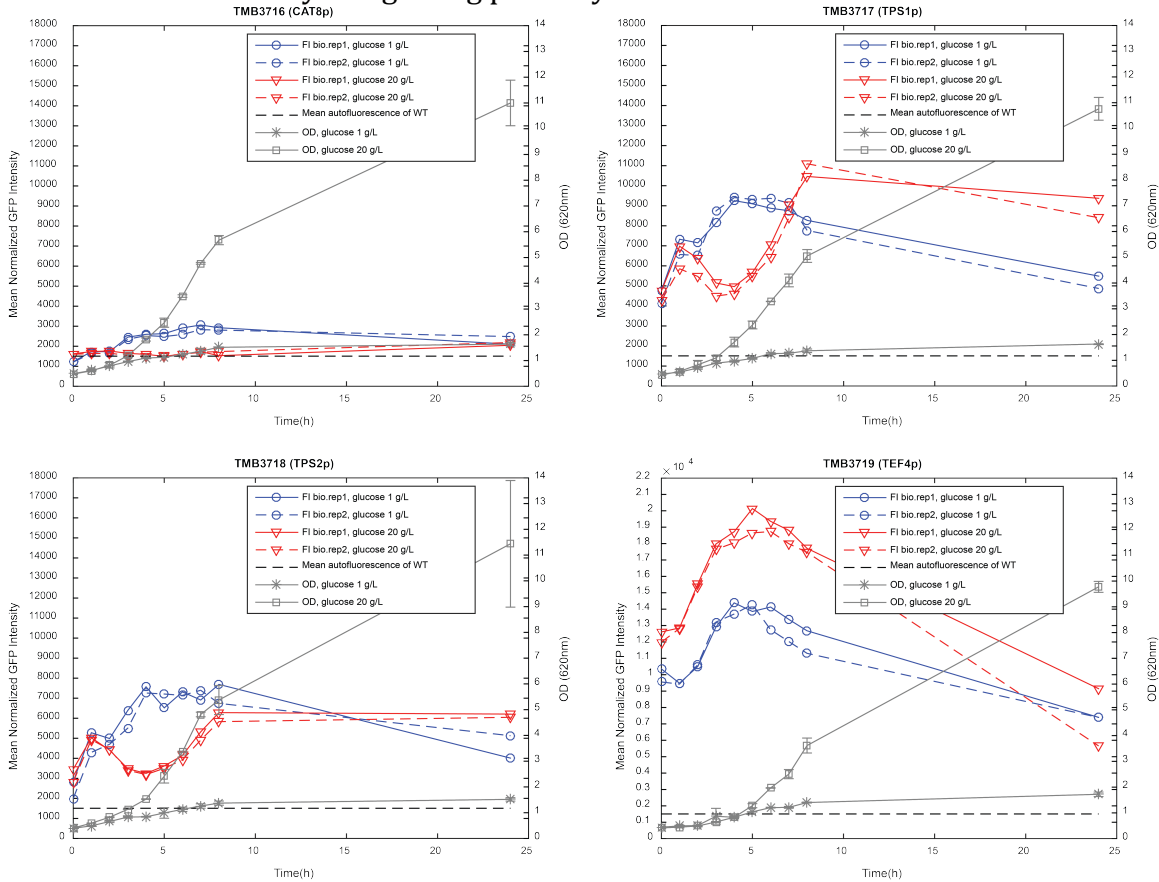 TMB3716 (CAT8p)
18000
17000
16000
15000
14000
13000
12000
11000
10000
9000
8000
7000
6000
5000
4000
3000
2000
1000
0
Mean Normalized GFP Intensity
FI bio.rep1, glucose 1 g/L
FI bio.rep2, glucose 1 g/L
FI bio.rep1, glucose 20 g/L
FI bio.rep2, glucose 20 g/L
Mean autofluorescence of WT
OD, glucose 1 g/L
OD, glucose 20 g/L
14
13
12
11
10
9
8
7
6
5
4
3
2
1
0
OD (620nm)
0 5 10 15 20 25
Time(h)
TMB3717 (TPS1p)
18000
17000
16000
15000
14000
13000
12000
11000
10000
9000
8000
7000
6000
5000
4000
3000
2000
1000
0
Mean Normalized GFP Intensity
FI bio.rep1, glucose 1 g/L
FI bio.rep2, glucose 1 g/L
FI bio.rep1, glucose 20 g/L
FI bio.rep2, glucose 20 g/L
Mean autofluorescence of WT
OD, glucose 1 g/L
OD, glucose 20 g/L
14
13
12
11
10
9
8
7
6
5
4
3
2
1
0
OD (620nm)
0 5 10 15 20 25
Time(h)
TMB3718 (TPS2p)
18000
17000
16000
15000
14000
13000
12000
11000
10000
9000
8000
7000
6000
5000
4000
3000
2000
1000
0
Mean Normalized GFP Intensity
FI bio.rep1, glucose 1 g/L
FI bio.rep2, glucose 1 g/L
FI bio.rep1, glucose 20 g/L
FI bio.rep2, glucose 20 g/L
Mean autofluorescence of WT
OD, glucose 1 g/L
OD, glucose 20 g/L
14
13
12
11
10
9
8
7
6
5
4
3
2
1
0
OD (620nm)
0 5 10 15 20 25
Time(h)
TMB3719 (TEF4p)
× 10 4
2.2
2.1
2
1.9
1.8
1.7
1.6
1.5
1.4
1.3
1.2
1.1
1
0.9
0.8
0.7
0.6
0.5
0.4
0.3
0.2
0.1
0
Mean Normalized GFP Intensity
FI bio.rep1, glucose 1 g/L
FI bio.rep2, glucose 1 g/L
FI bio.rep1, glucose 20 g/L
FI bio.rep2, glucose 20 g/L
Mean autofluorescence of WT
OD, glucose 1 g/L
OD, glucose 20 g/L
14
13
12
11
10
9
8
7
6
5
4
3
2
1
0
OD (620nm)
0 5 10 15 20 25
Time(h)